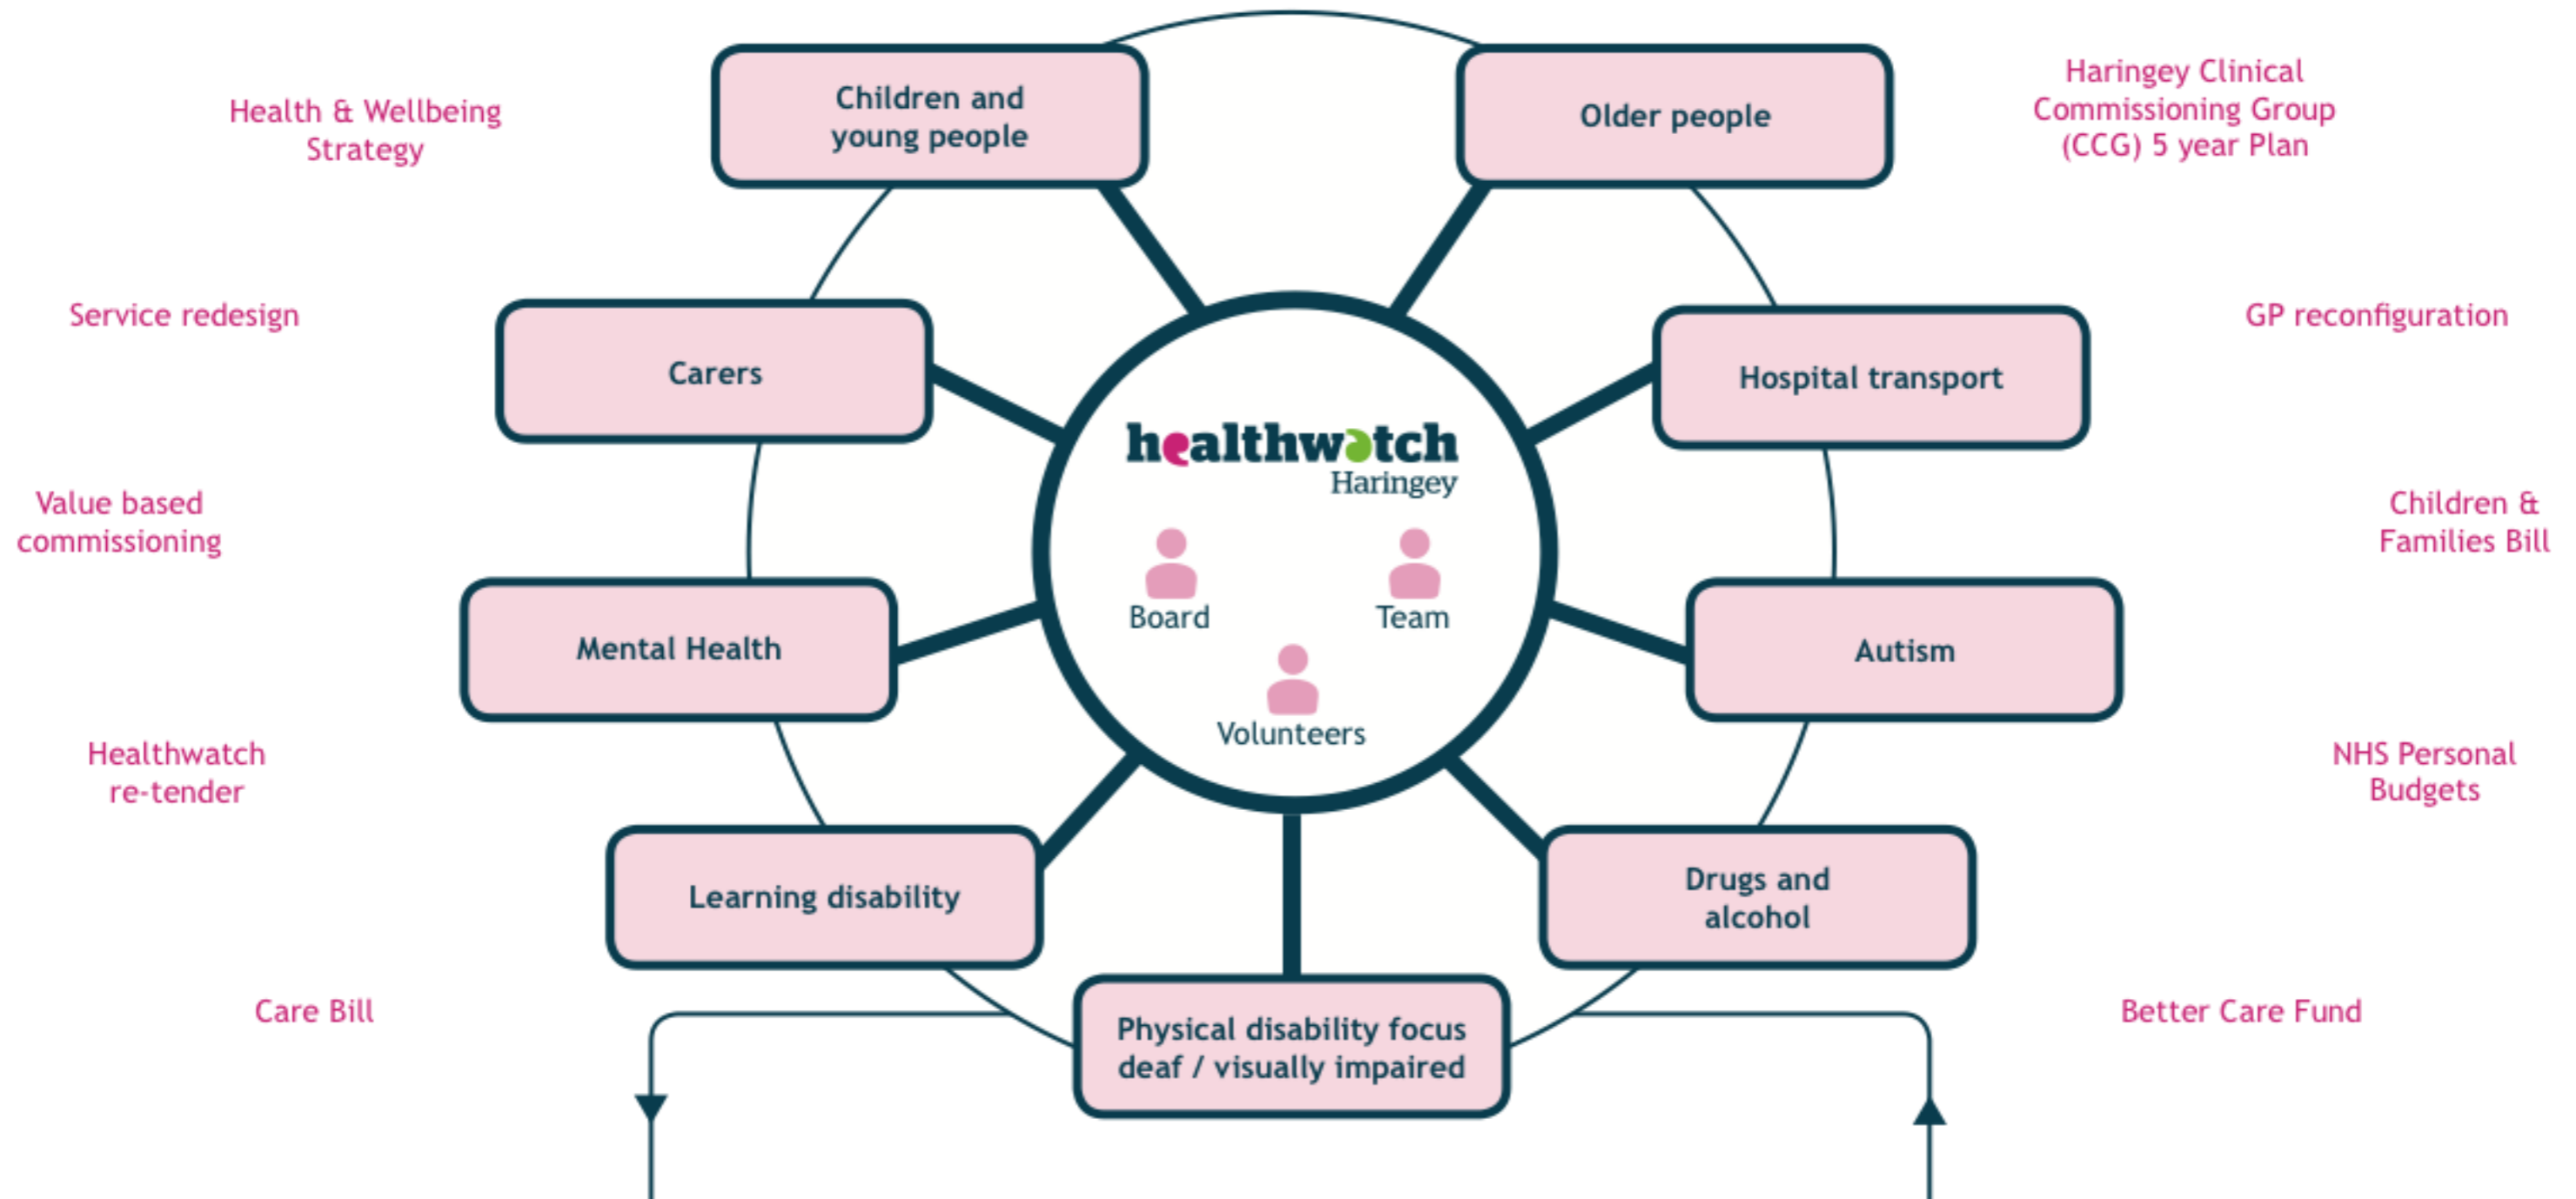 Children and
young people
Older people
Haringey Clinical
Commissioning Group
(CCG) 5 year Plan
Health & Wellbeing
Strategy
Service redesign
GP reconfiguration
Carers
Hospital transport
healthwatch
Haringey
Value based
commissioning
Children &
Families Bill
Board
Team
Mental Health
Autism
Volunteers
Healthwatch
re-tender
NHS Personal
Budgets
Learning disability
Drugs and
alcohol
Care Bill
Physical disability focus
deaf / visually impaired
Better Care Fund